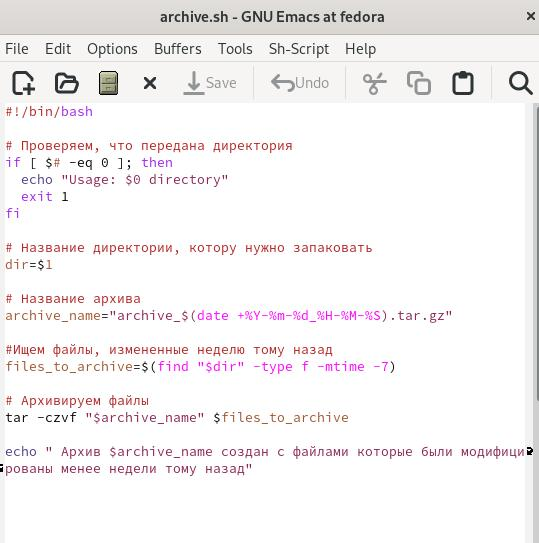 archive.sh - GNU Emacs at fedora
File Edit Options Buffers Tools Sh-Script Help
Save Undo
#!/bin/bash
# Проверяем, что передана директория
if [ $# -eq 0 ]; then
  echo "Usage: $0 directory"
  exit 1
fi
# Название директории, котору нужно запаковать
dir=$1
# Название архива
archive_name="archive_$(date +%Y-%m-%d_%H-%M-%S).tar.gz"
#Ищем файлы, измененные неделю тому назад
files_to_archive=$(find "$dir" -type f -mtime -7)
# Архивируем файлы
tar -czvf "$archive_name" $files_to_archive
echo " Архив $archive_name создан с файлами которые были модифици
рованы менее недели тому назад"